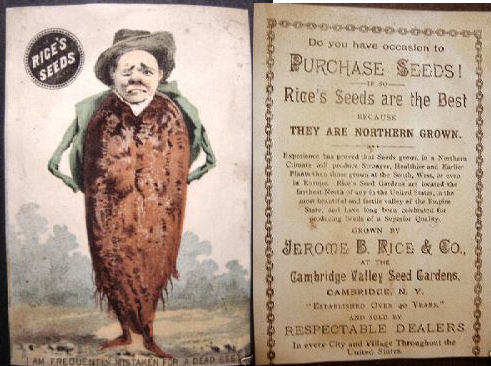 RICE'S
SEEDS
"I AM FREQUENTLY MISTAKEN FOR A DEAD BEET
Do you have occasion to
PURCHASE SEEDS!
IF SO
Rice's Seeds are the Best
BECAUSE
THEY ARE NORTHERN GROWN.
Experience has proved that Seeds grown in a Northern
Climate will produce Stronger, Healthier and Earlier
Plants than those grown at the South, West, or even
in Europe. Rice's Seed Gardens are located the
farthest North of any in the United States, in the
most beautiful and fertile valley of the Empire
State, and have long been celebrated for
producing Seeds of a Superior Quality.
GROWN BY
JEROME B. RICE & CO.,
AT THE
Cambridge Valley Seed Gardens,
CAMBRIDGE, N. Y.
"ESTABLISHED OVER 40 YEARS."
AND SOLD BY
RESPECTABLE DEALERS
In every City and Village Throughout the
United States.